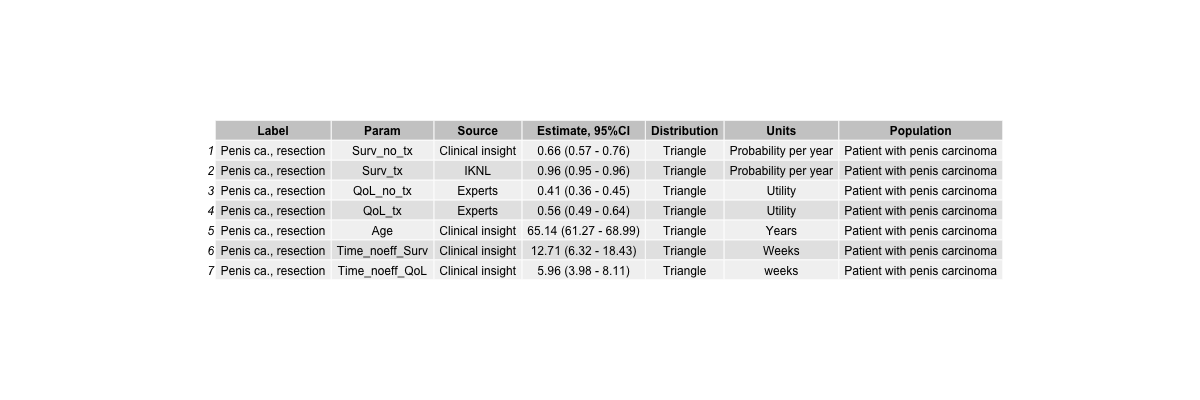 Label Param Source Estimate, 95%CI Distribution Units Population
1 Penis ca., resection Surv_no_tx Clinical insight 0.66 (0.57 - 0.76) Triangle Probability per year Patient with penis carcinoma
2 Penis ca., resection Surv_tx IKNL 0.96 (0.95 - 0.96) Triangle Probability per year Patient with penis carcinoma
3 Penis ca., resection QoL_no_tx Experts 0.41 (0.36 - 0.45) Triangle Utility Patient with penis carcinoma
4 Penis ca., resection QoL_tx Experts 0.56 (0.49 - 0.64) Triangle Utility Patient with penis carcinoma
5 Penis ca., resection Age Clinical insight 65.14 (61.27 - 68.99) Triangle Years Patient with penis carcinoma
6 Penis ca., resection Time_noeff_Surv Clinical insight 12.71 (6.32 - 18.43) Triangle Weeks Patient with penis carcinoma
7 Penis ca., resection Time_noeff_QoL Clinical insight 5.96 (3.98 - 8.11) Triangle weeks Patient with penis carcinoma